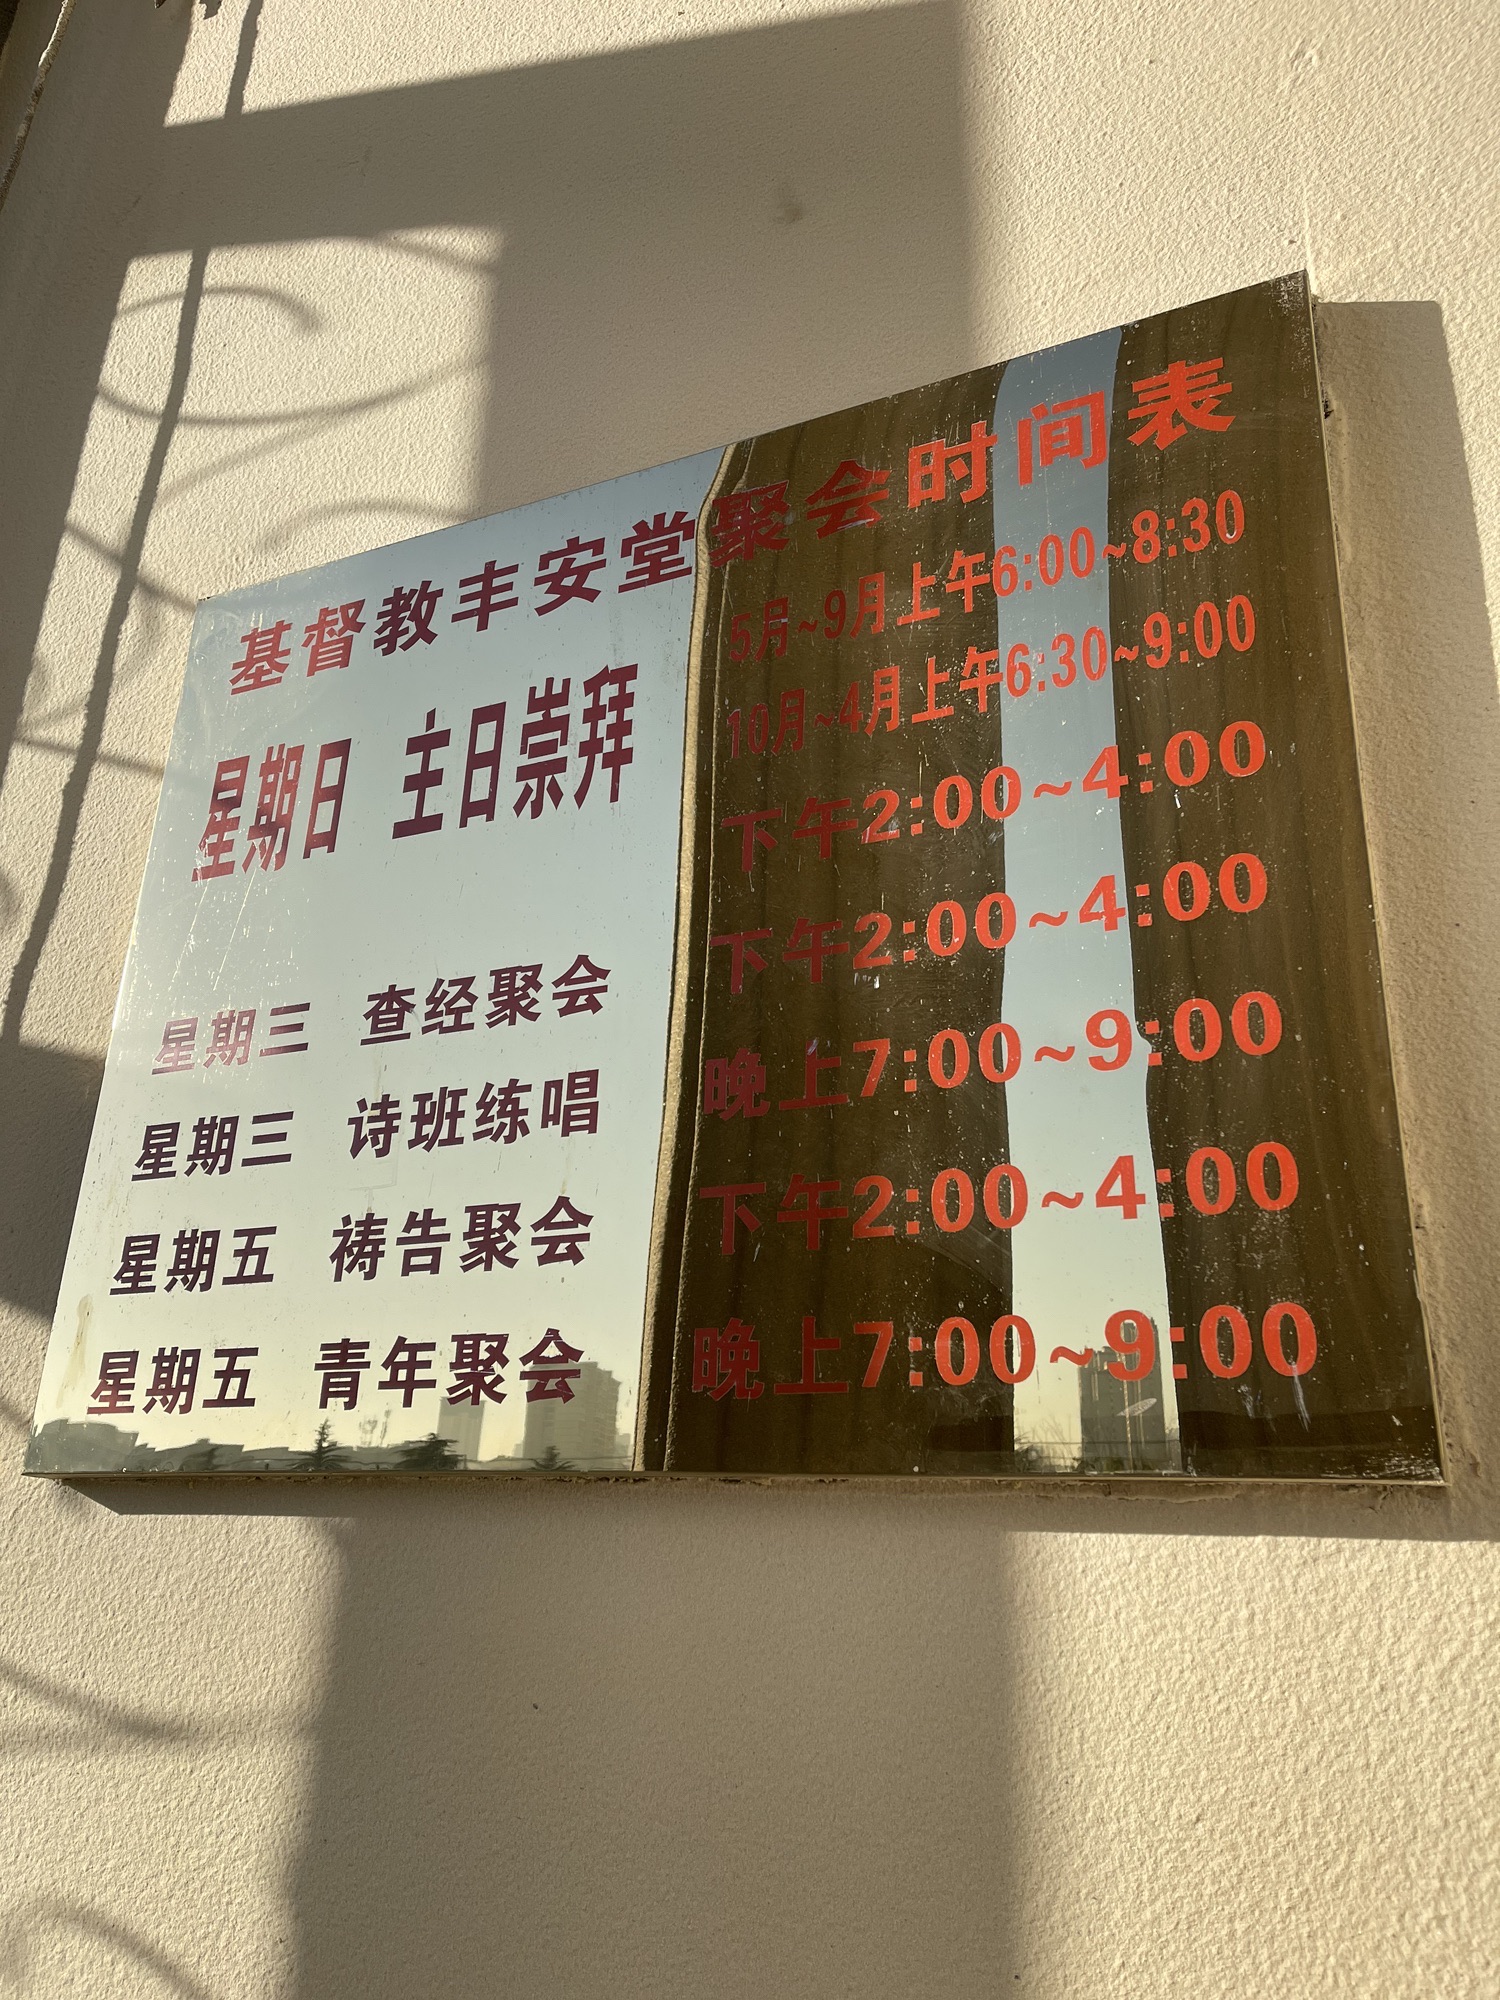 基督教丰安堂聚会时间表
星期日 主日崇拜
5月~9月上午6:00~8:30
10月~4月上午6:30~9:00
下午2:00~4:00
星期三 查经聚会 下午2:00~4:00
星期三 诗班练唱 晚上7:00~9:00
星期五 祷告聚会 下午2:00~4:00
星期五 青年聚会 晚上7:00~9:00